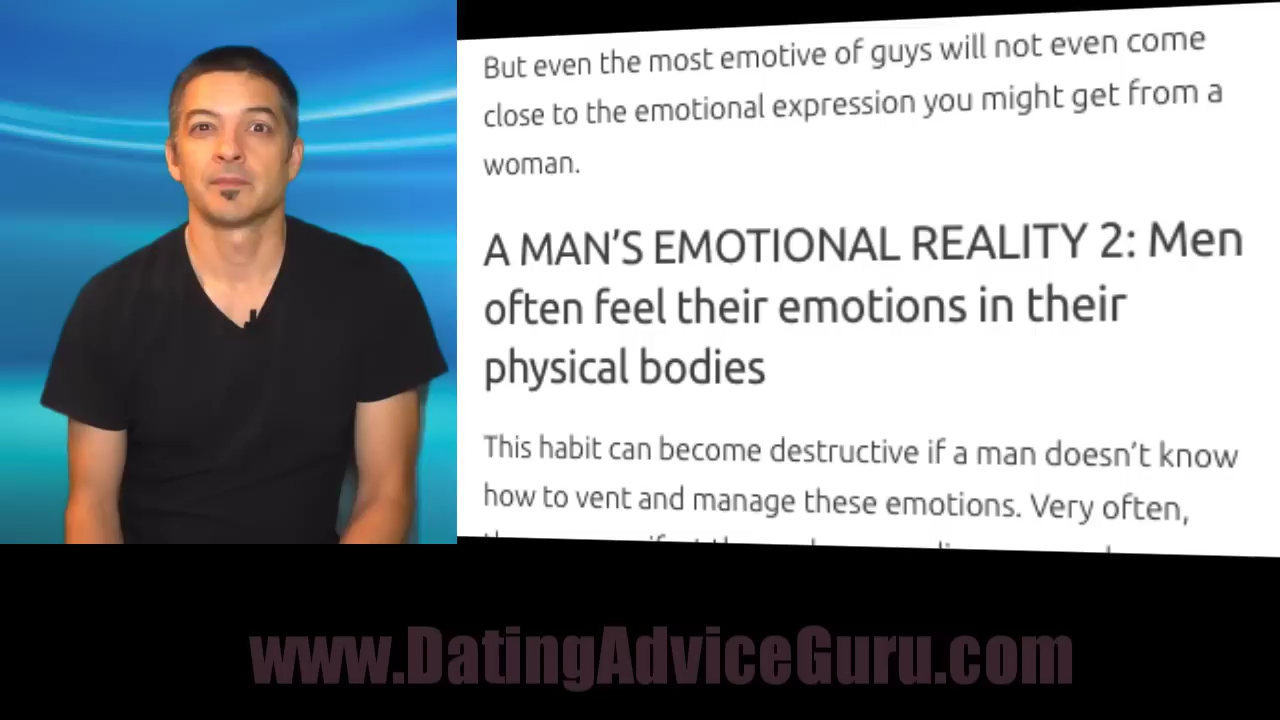 But even the most emotive of guys will not even come
close to the emotional expression you might get from a
woman.
A MAN’S EMOTIONAL REALITY 2: Men
often feel their emotions in their
physical bodies
This habit can become destructive if a man doesn’t know
how to vent and manage these emotions. Very often,
www.DatingAdviceGuru.com